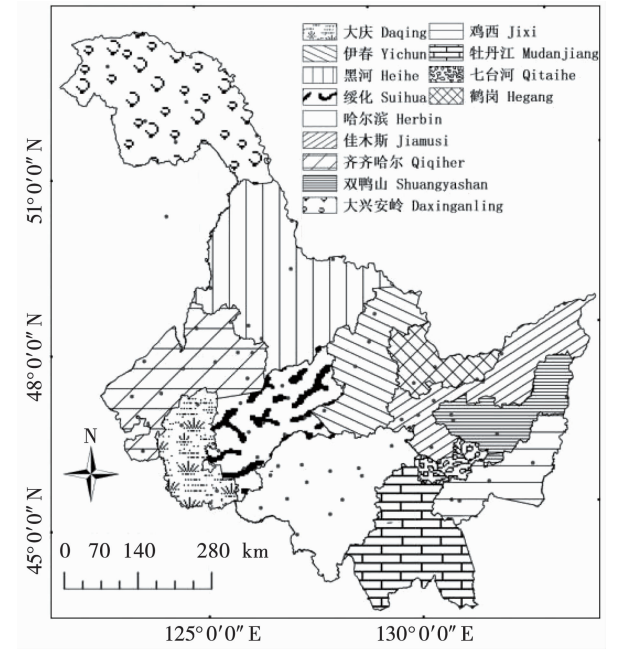 大庆 Daqing 鸡西 Jixi
伊春 Yichun 牡丹江 Mudanjiang
黑河 Heihe 七台河 Qitaihe
绥化 Suihua 鹤岗 Hegang
哈尔滨 Herbin
佳木斯 Jiamusi
齐齐哈尔 Qiqiher
双鸭山 Shuangyashan
大兴安岭 Daxinganling
51°0′0″ N
48°0′0″ N
45°0′0″ N
N
0 70 140 280 km
125°0′0″ E 130°0′0″ E